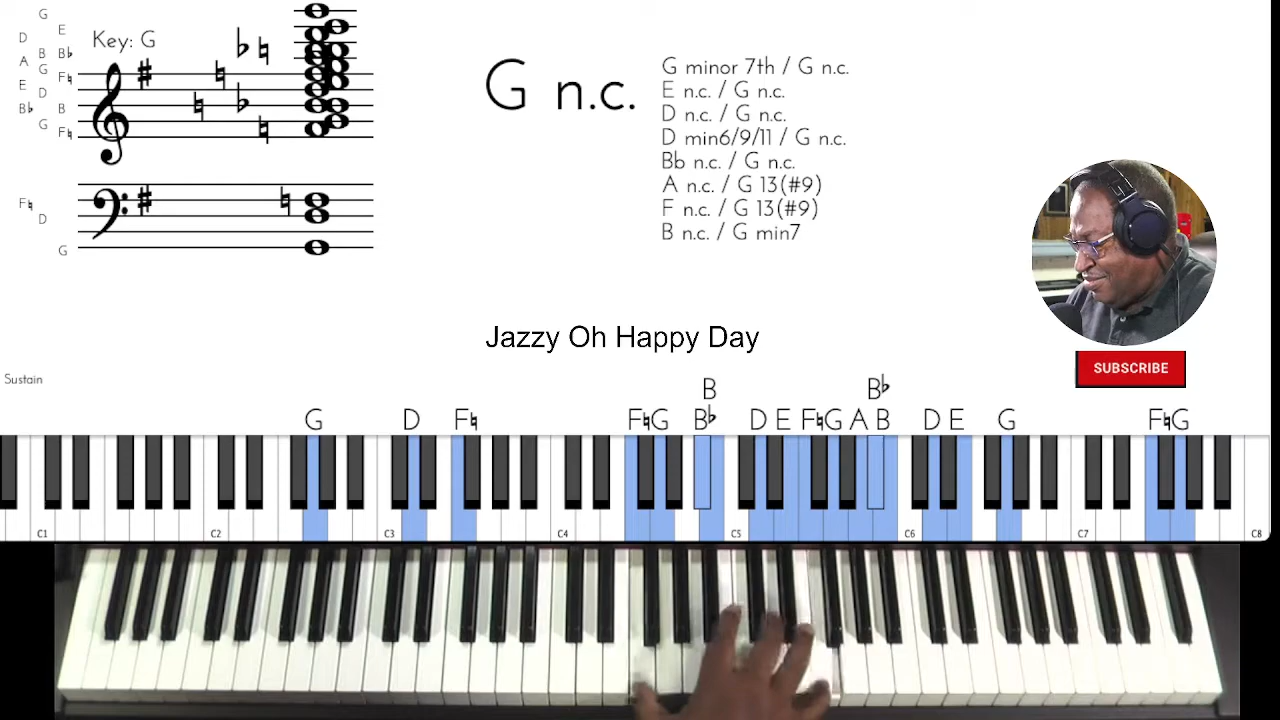 G
E
D
B B♭
A
G
F♮
E
D
B♭ B
G
F♮
Key: G
F♮
D
G
G n.c.
G minor 7th / G n.c.
E n.c. / G n.c.
D n.c. / G n.c.
D min6/9/11 / G n.c.
Bb n.c. / G n.c.
A n.c. / G 13(#9)
F n.c. / G 13(#9)
B n.c. / G min7
Jazzy Oh Happy Day
SUBSCRIBE
Sustain
B B♭
G D F♮ F♮G B♭ D E F♮G A B D E G F♮G
C1 C2 C3 C4 C5 C6 C7 C8